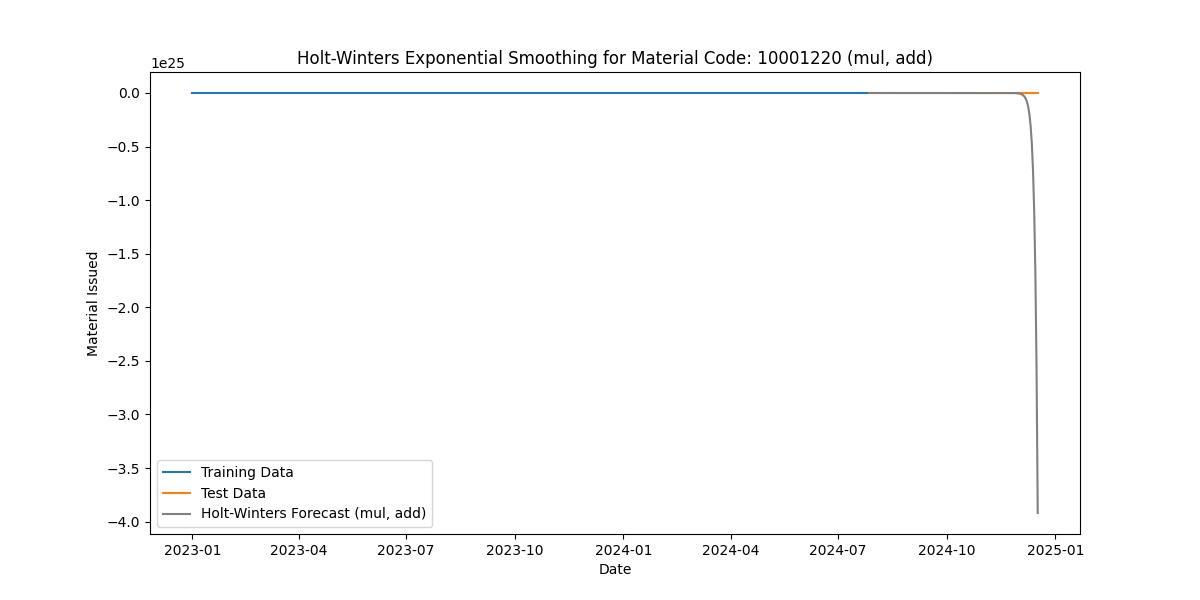 Holt-Winters Exponential Smoothing for Material Code: 10001220 (mul, add)
1e25
0.0
−0.5
−1.0
−1.5
−2.0
−2.5
−3.0
−3.5
−4.0
Material Issued
Training Data
Test Data
Holt-Winters Forecast (mul, add)
2023-01 2023-04 2023-07 2023-10 2024-01 2024-04 2024-07 2024-10 2025-01
Date